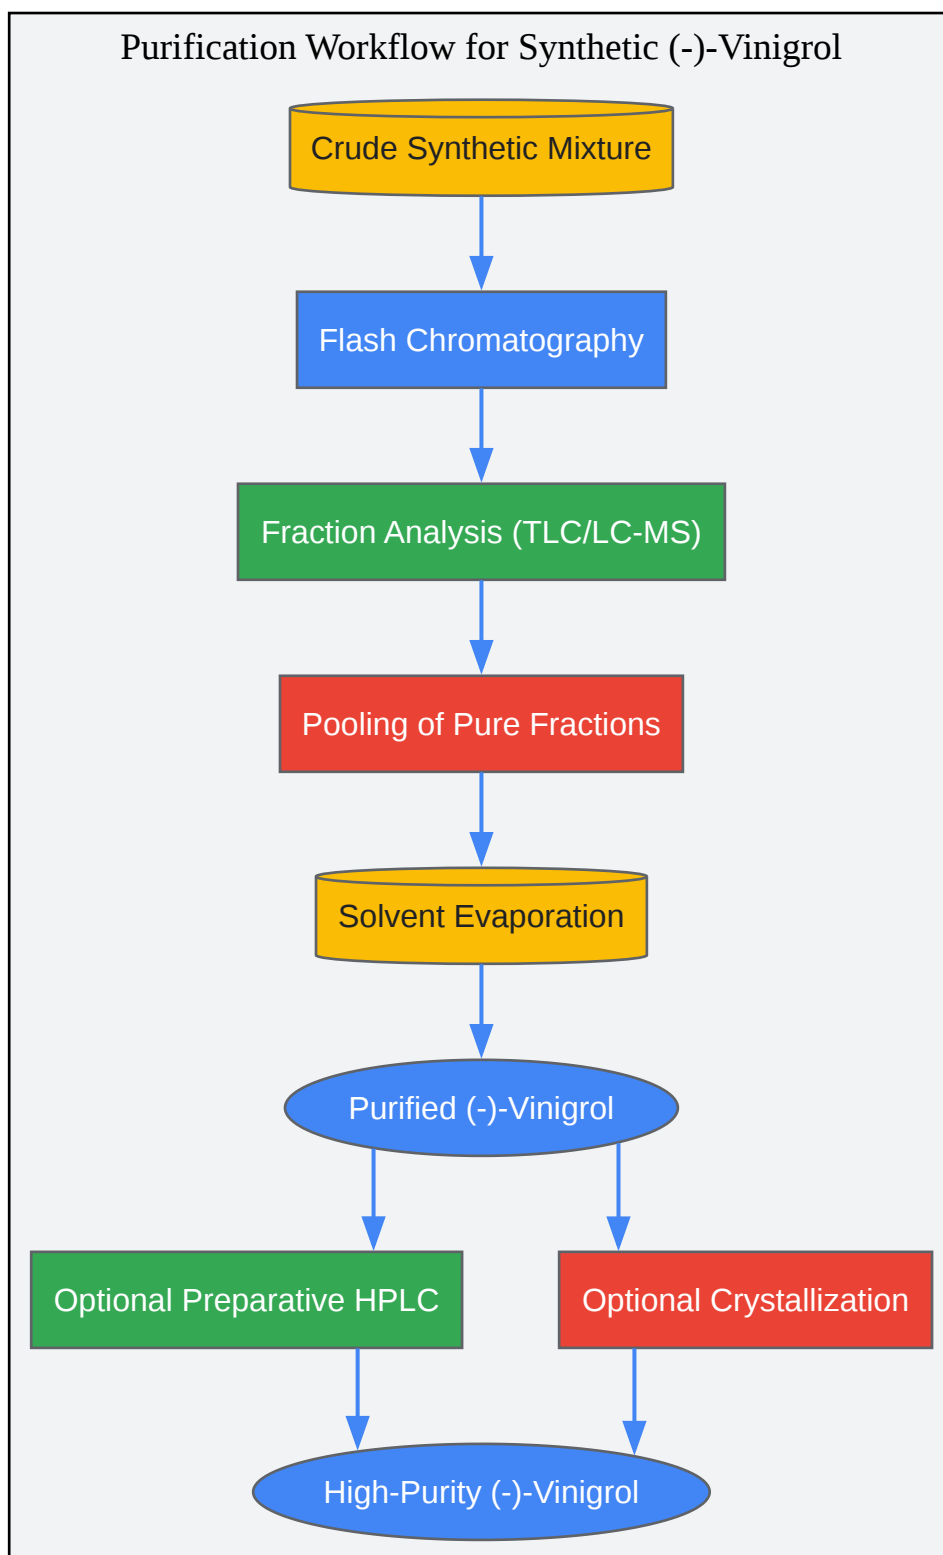 Purification Workflow for Synthetic (-)-Vinigrol
Crude Synthetic Mixture
Flash Chromatography
Fraction Analysis (TLC/LC-MS)
Pooling of Pure Fractions
Solvent Evaporation
Purified (-)-Vinigrol
Optional Preparative HPLC
Optional Crystallization
High-Purity (-)-Vinigrol